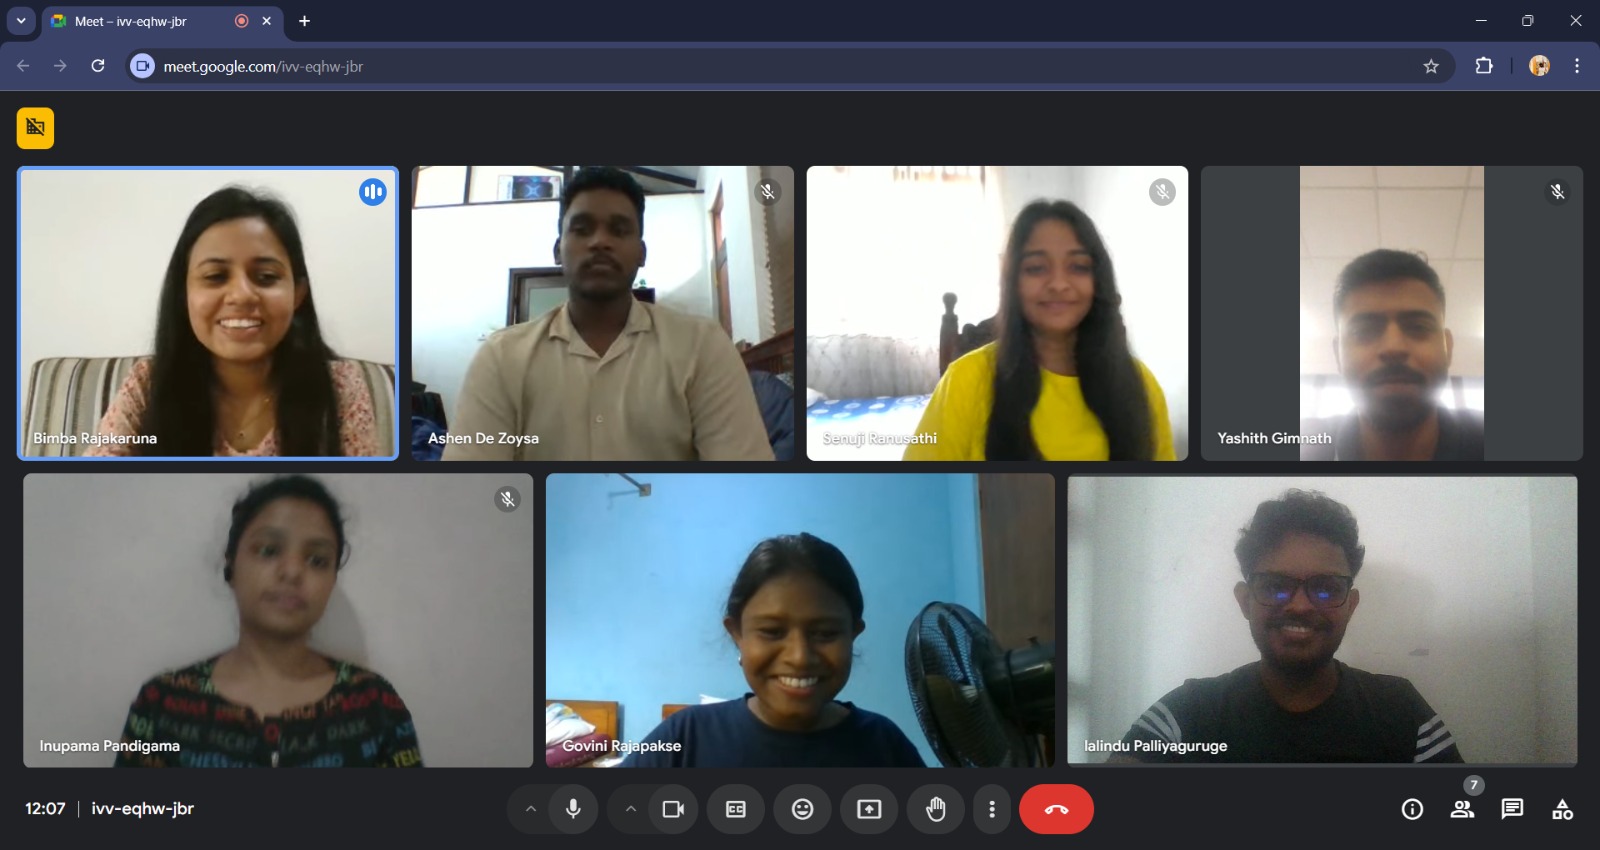 Meet – ivv-eqhw-jbr
meet.google.com/ivv-eqhw-jbr
Bimba Rajakaruna
Ashen De Zoysa
Senuji Ranusathi
Yashith Gimnath
Inupama Pandigama
Govini Rajapakse
lalindu Palliyaguruge
12:07 | ivv-eqhw-jbr
7